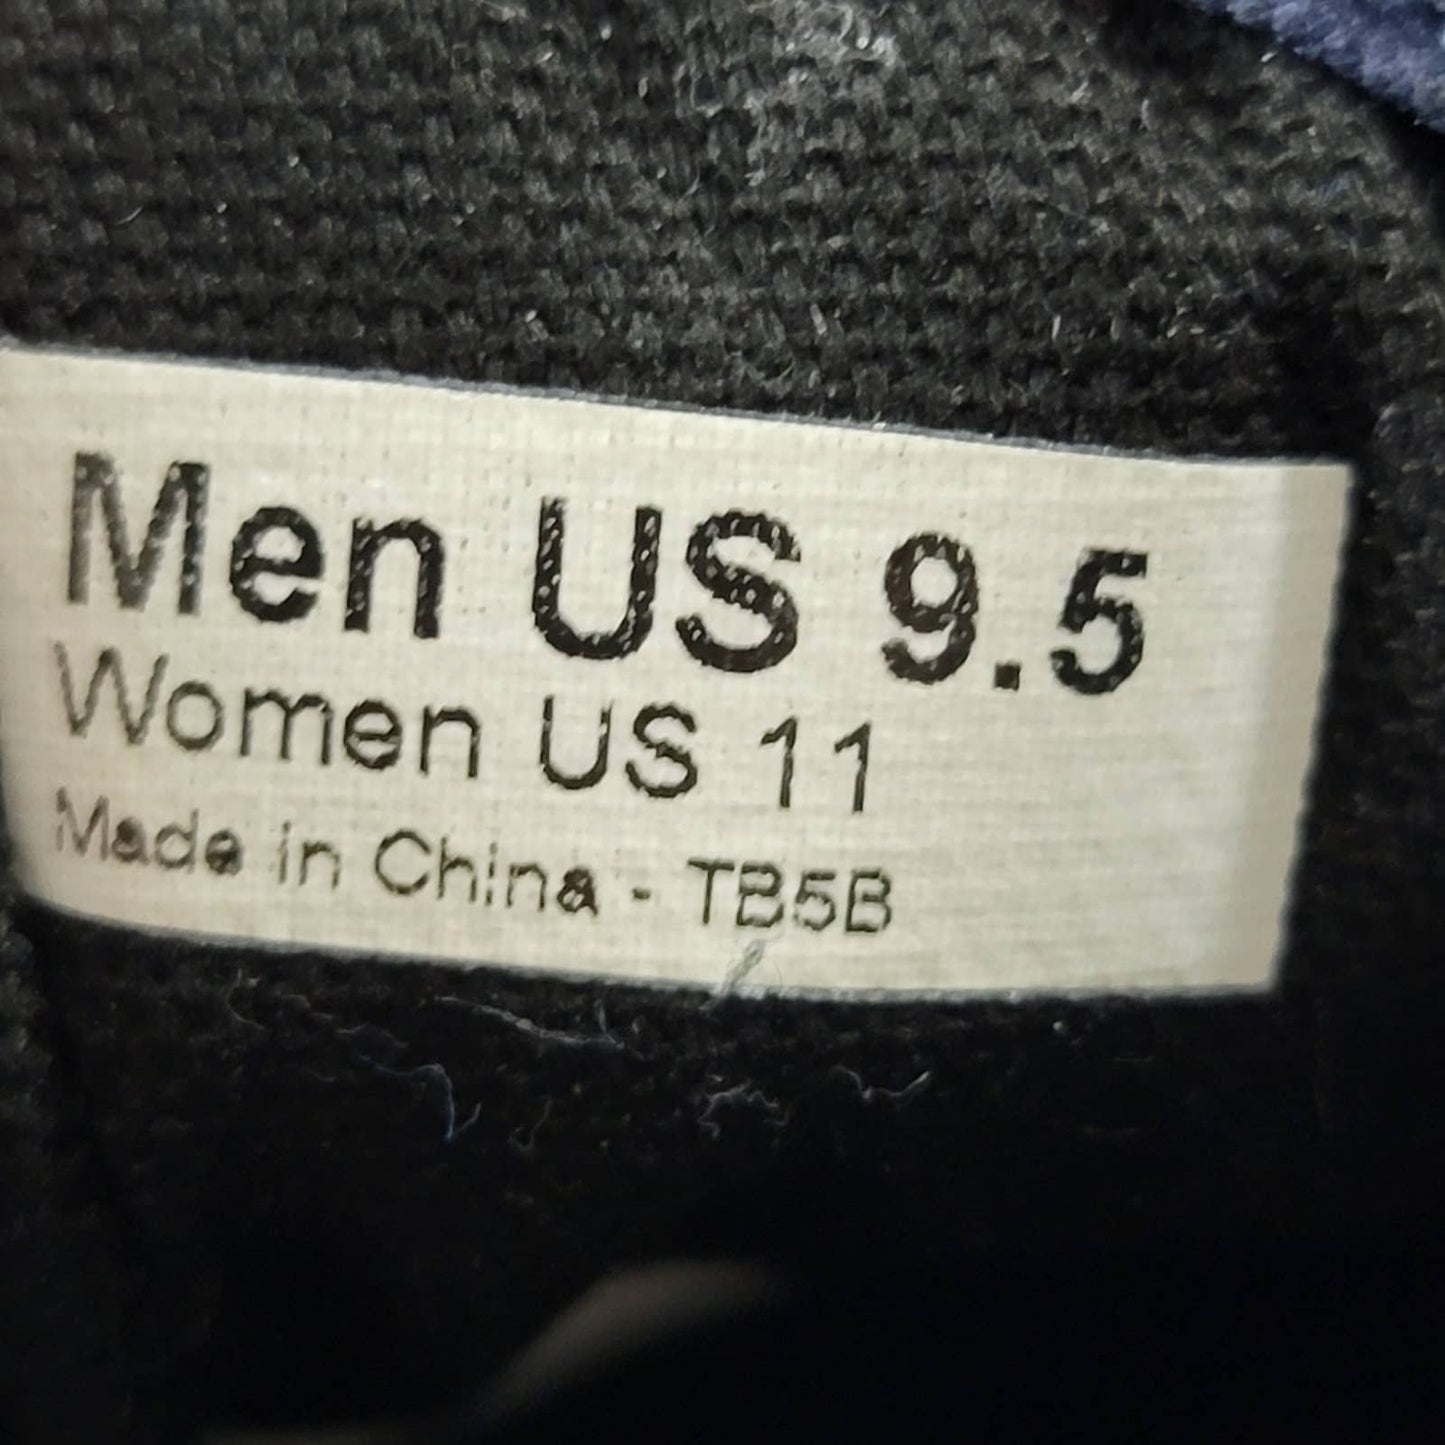 Men US 9.5
Women US 11
Made in China - TB5B